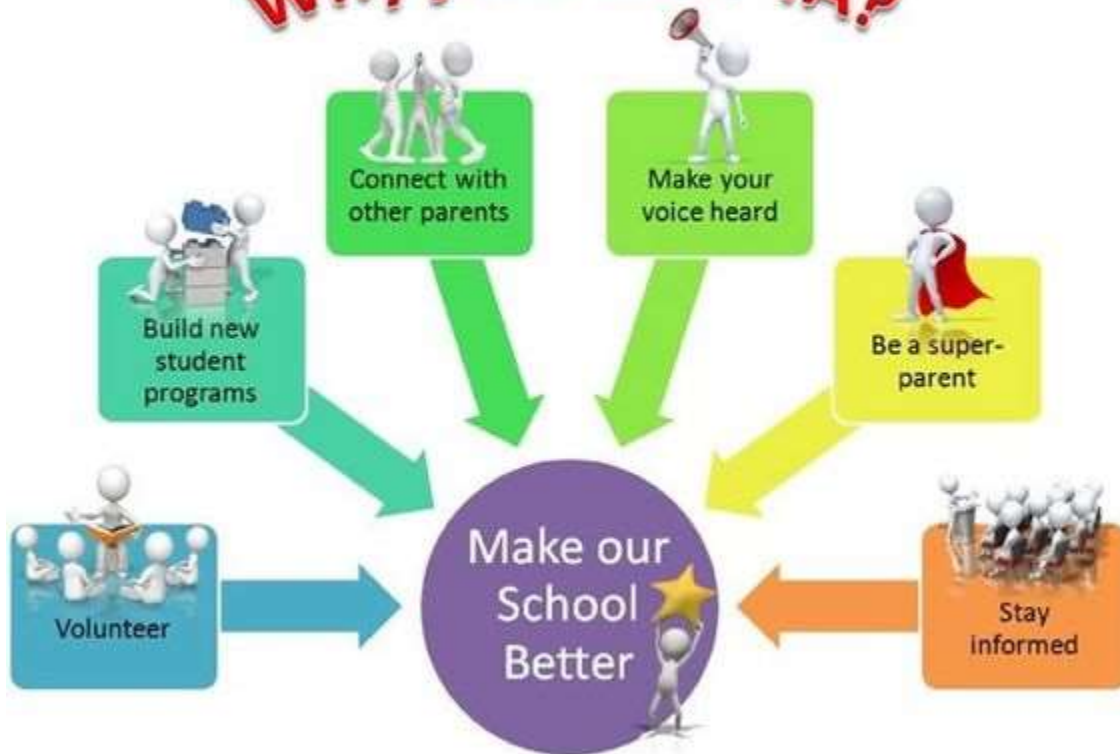 Connect with
other parents
Make your
voice heard
Build new
student
programs
Be a super-
parent
Volunteer
Make our
School
Better
Stay
informed